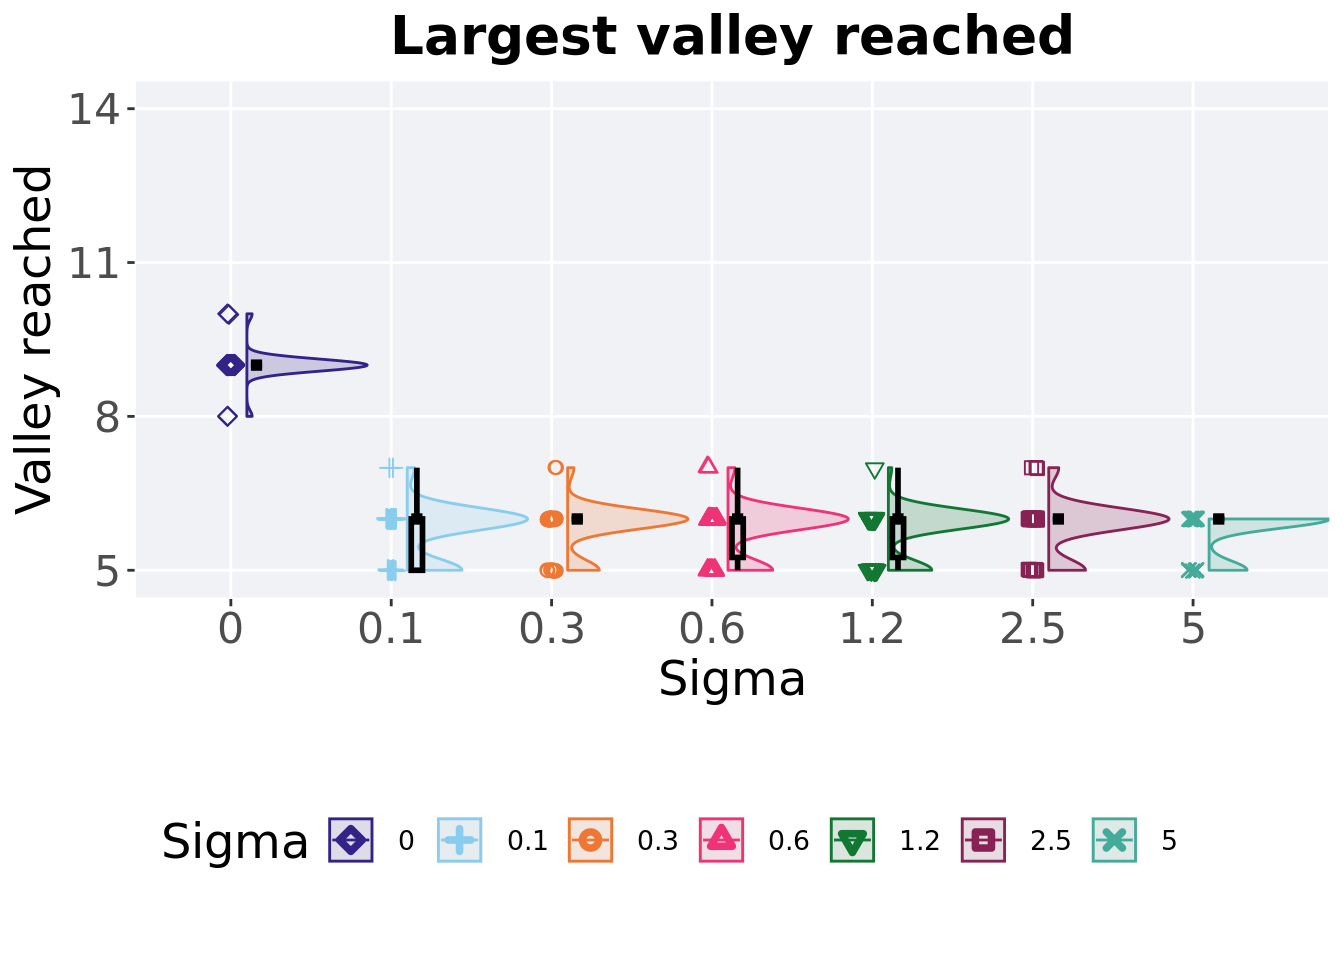 Largest valley reached
Valley reached
14
11
8
5
0 0.1 0.3 0.6 1.2 2.5 5
Sigma
Sigma 0 0.1 0.3 0.6 1.2 2.5 5